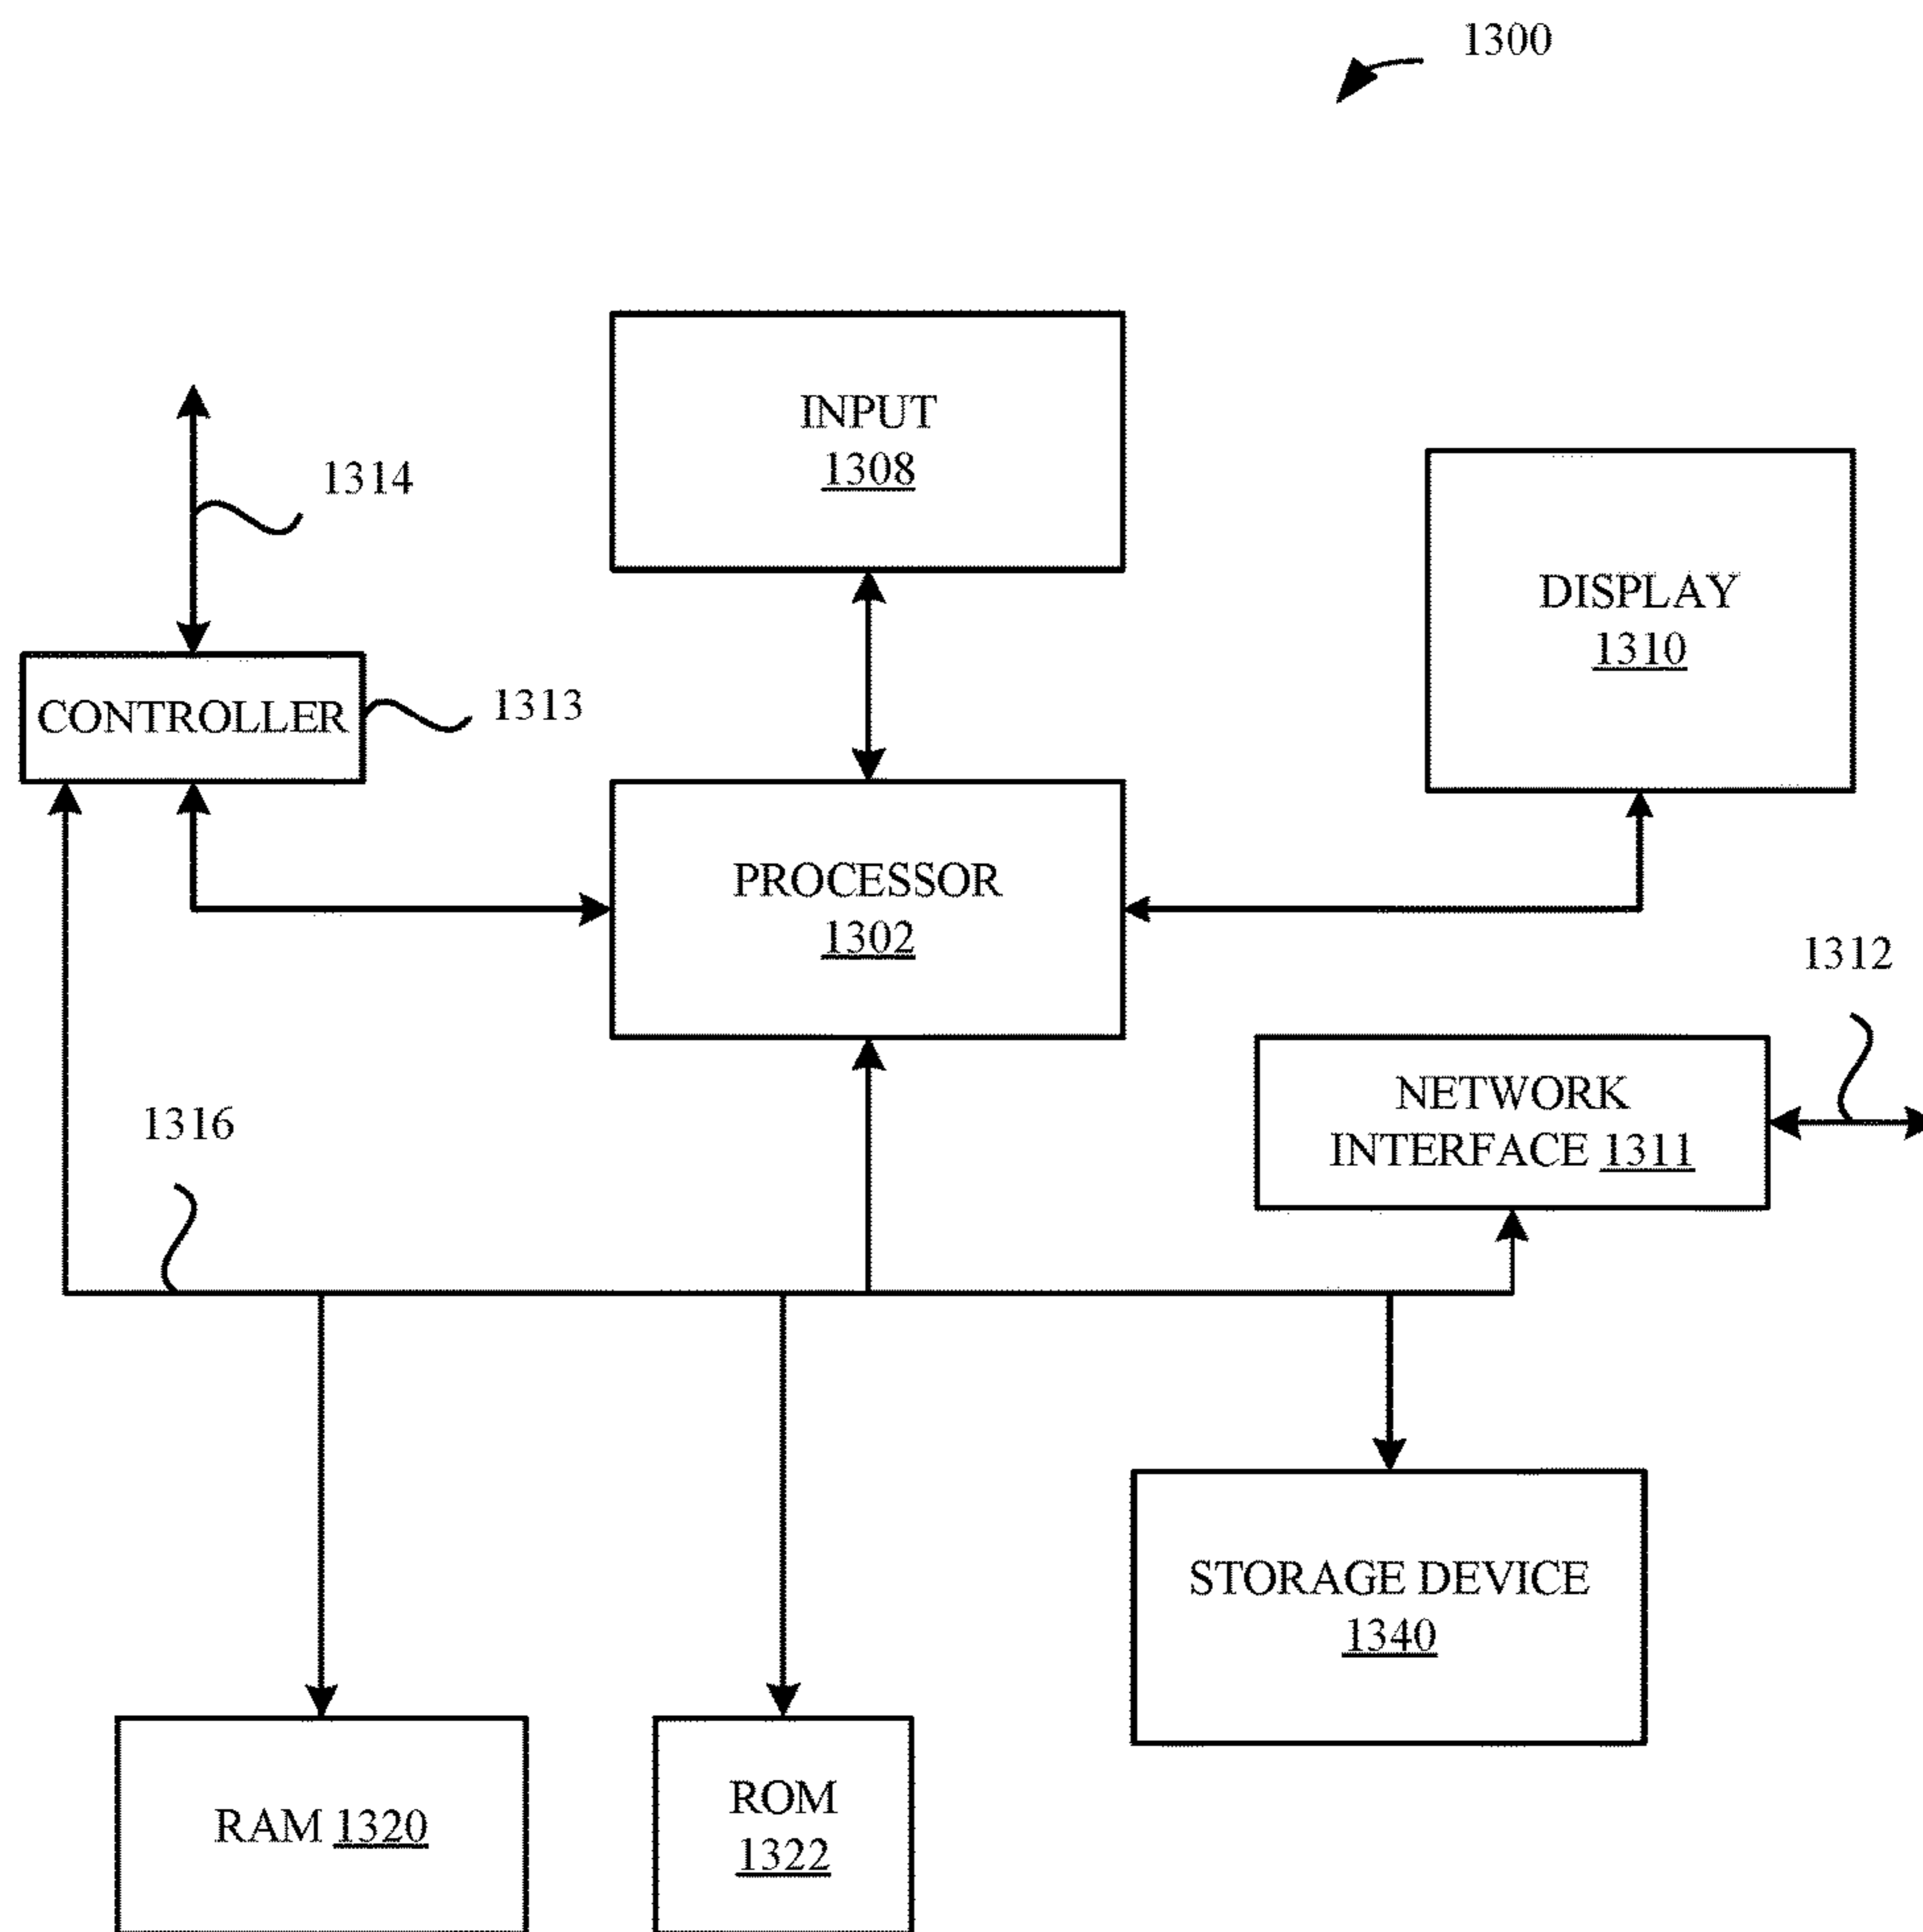 1300
INPUT
1308
1314
DISPLAY
1310
CONTROLLER
1313
PROCESSOR
1302
1312
NETWORK
INTERFACE 1311
1316
STORAGE DEVICE
1340
RAM 1320
ROM
1322